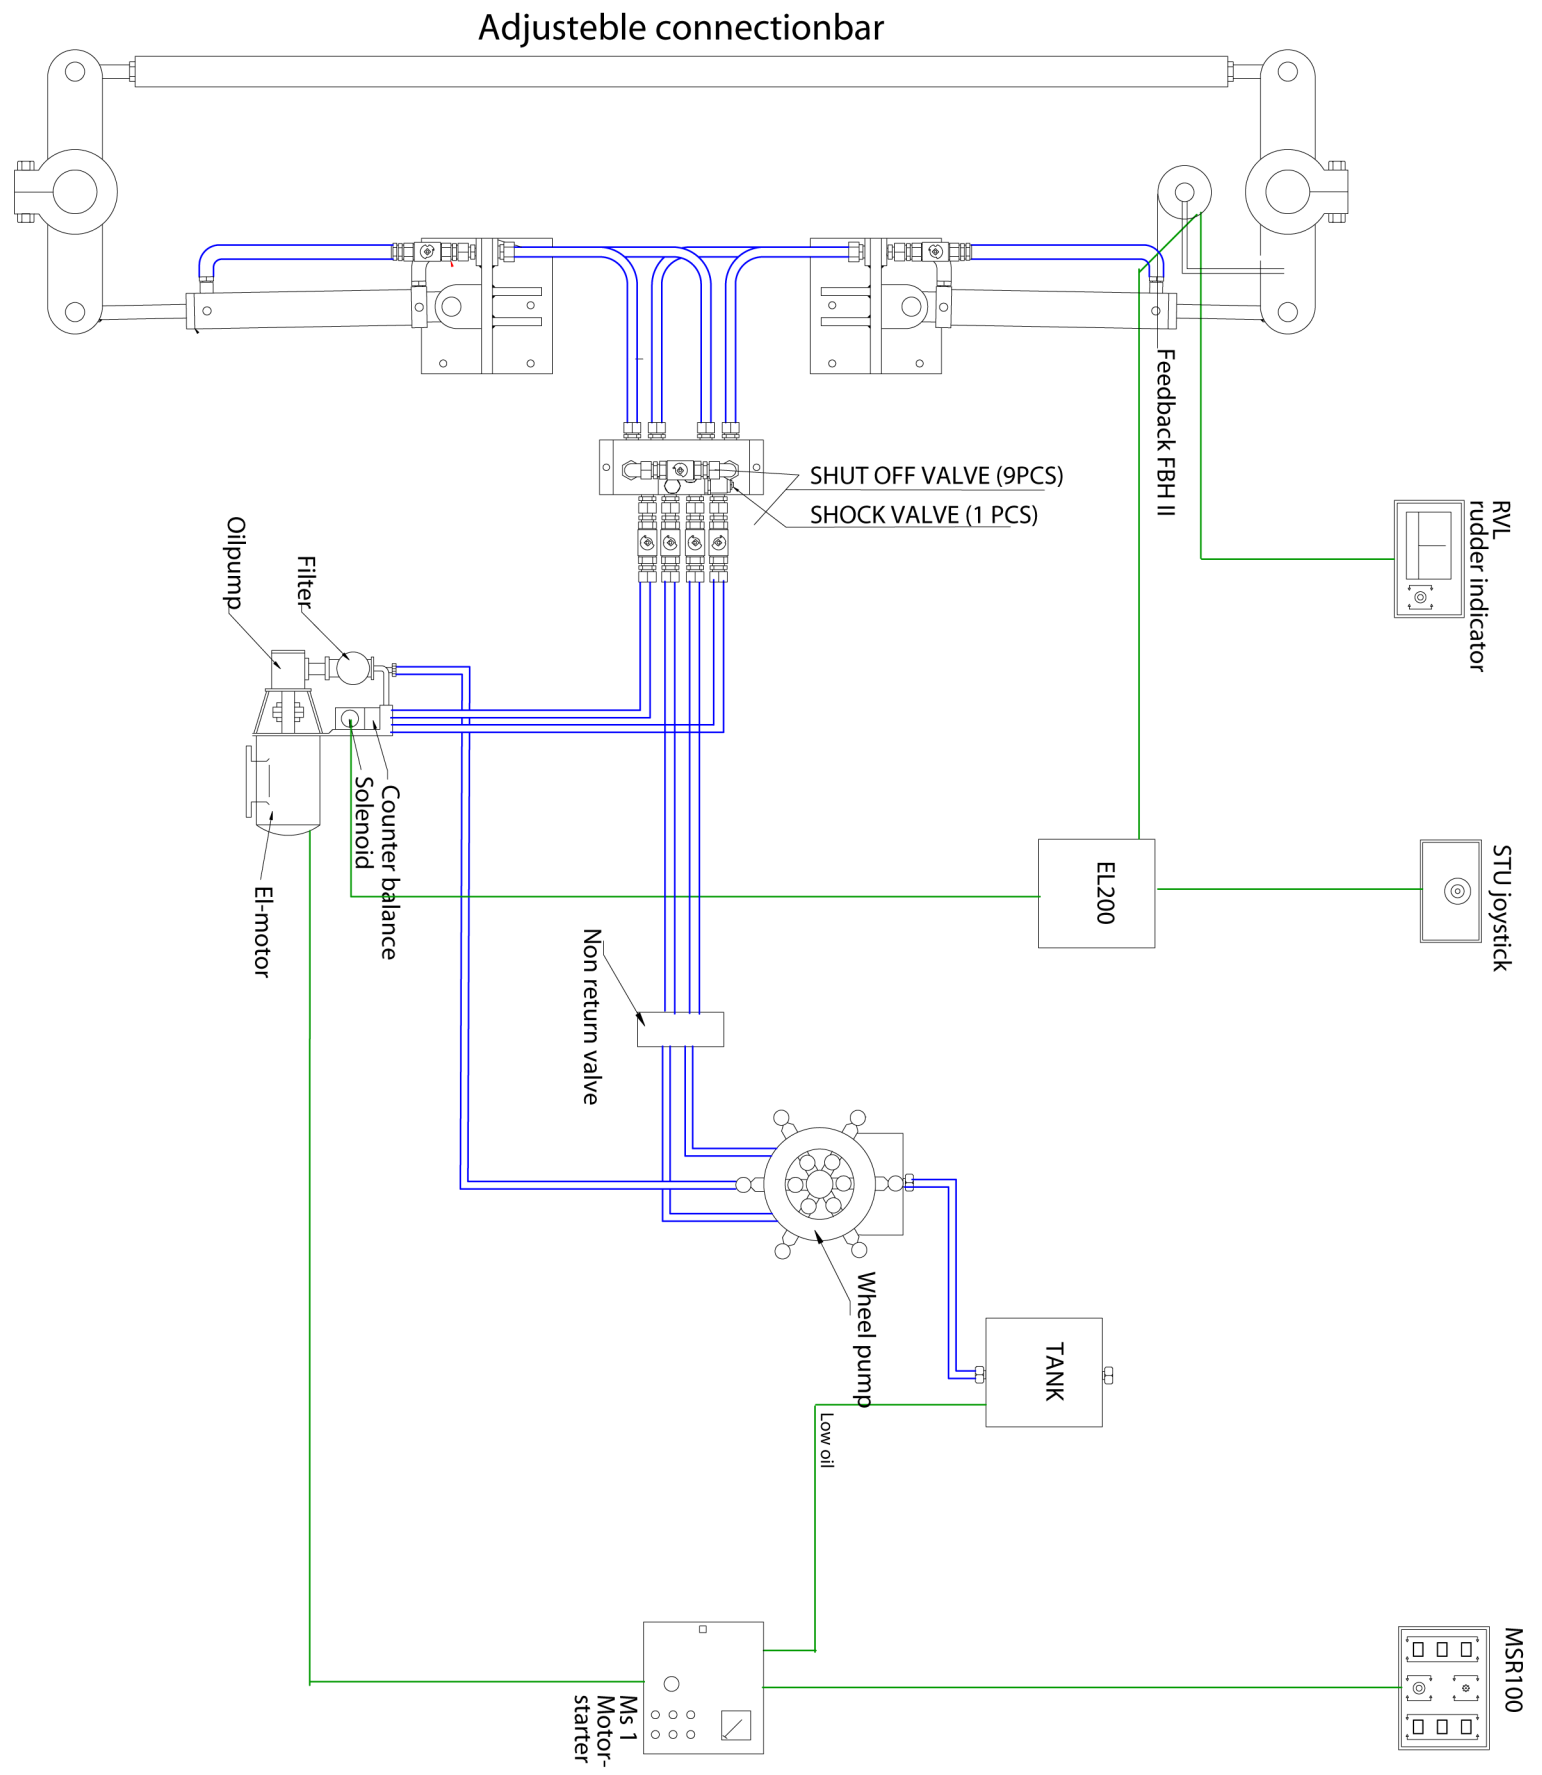 Adjusteble connectionbar
Feedback FBH II
SHUT OFF VALVE (9PCS)
SHOCK VALVE (1 PCS)
RVL
rudder indicator
Oilpump
Filter
Solenoid
Counter balance
El-motor
EL200
STU joystick
Non return valve
Wheel pump
TANK
Low oil
Ms 1
Motor-
starter
MSR100